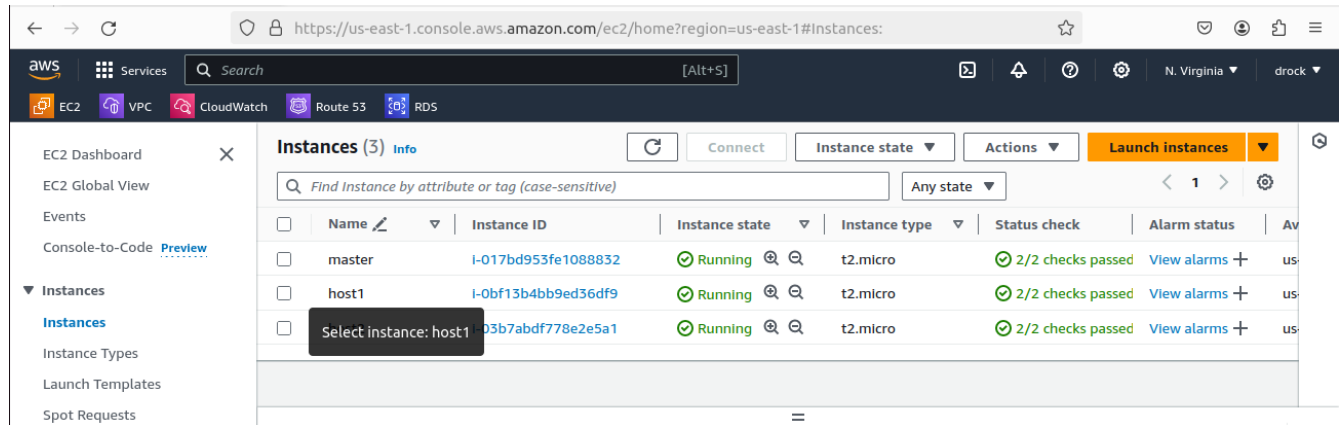 https://us-east-1.console.aws.amazon.com/ec2/home?region=us-east-1#Instances:
aws Services Search [Alt+S] N. Virginia ▼ drock ▼
EC2 VPC CloudWatch Route 53 RDS
EC2 Dashboard
EC2 Global View
Events
Console-to-Code Preview
Instances
Instances
Instance Types
Launch Templates
Spot Requests
Instances (3) Info Connect Instance state ▼ Actions ▼ Launch instances ▼
Find Instance by attribute or tag (case-sensitive) Any state ▼ 1
Name Instance ID Instance state Instance type Status check Alarm status Av
master i-017bd953fe1088832 Running t2.micro 2/2 checks passed View alarms + us-
host1 i-0bf13b4bb9ed36df9 Running t2.micro 2/2 checks passed View alarms + us-
i-03b7abdf778e2e5a1 Running t2.micro 2/2 checks passed View alarms + us-
Select instance: host1